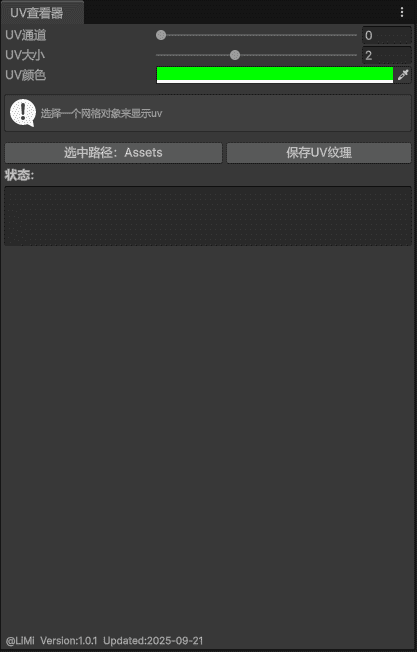 UV查看器
UV通道 0
UV大小 2
UV颜色
选择一个网格对象来显示uv
选中路径：Assets 保存UV纹理
状态:
@LIMI Version:1.0.1 Updated:2025-09-21